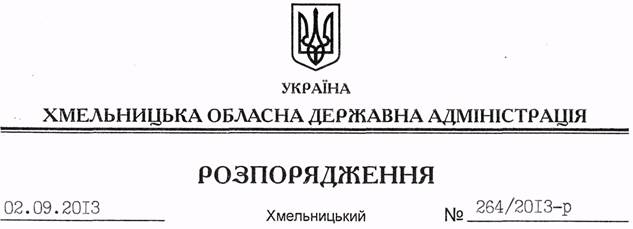 УКРАЇНА
ХМЕЛЬНИЦЬКА ОБЛАСНА ДЕРЖАВНА АДМІНІСТРАЦІЯ
РОЗПОРЯДЖЕННЯ
02.09.2013 Хмельницький № 264/2013-р